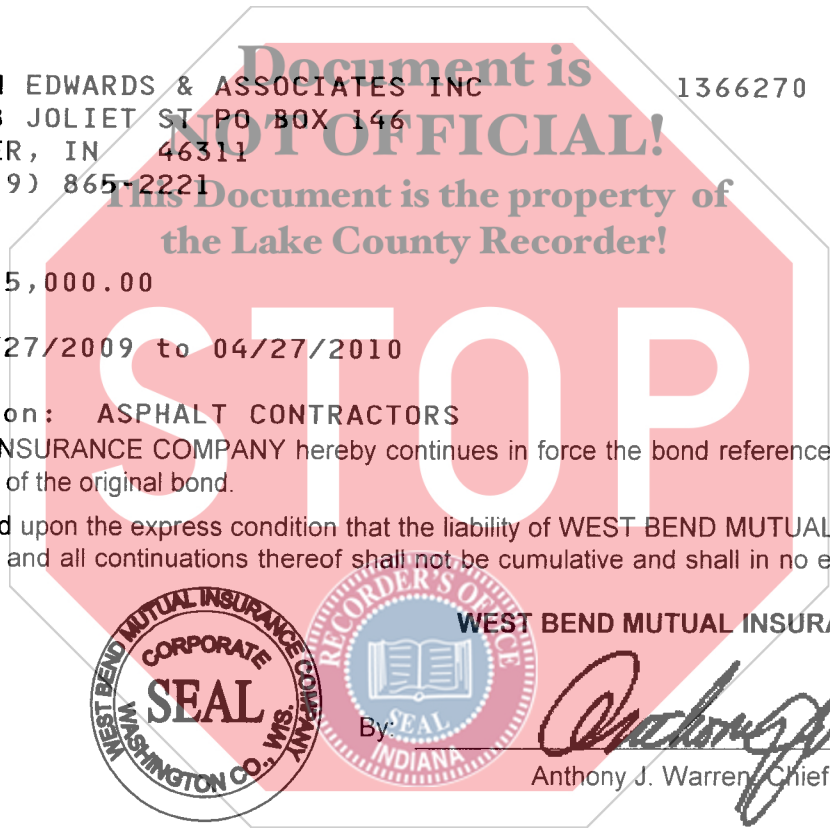 Document is
EDWARDS & ASSOCIATES INC 1366270
JOLIET ST PO BOX 146
NOT OFFICIAL!
ER, IN 46311
9) 865-2221
This Document is the property of
the Lake County Recorder!
5,000.00
STOP
27/2009 to 04/27/2010
on: ASPHALT CONTRACTORS
NSURANCE COMPANY hereby continues in force the bond reference
of the original bond.
d upon the express condition that the liability of WEST BEND MUTUAL
and all continuations thereof shall not be cumulative and shall in no e
RECORDER'S OFFICE
SEAL
INDIANA
WEST BEND MUTUAL INSURANCE COMPANY
CORPORATE
SEAL
WASHINGTON CO., WIS.
WEST BEND MUTUAL INSURA
By:
Anthony J. Warren, Chief